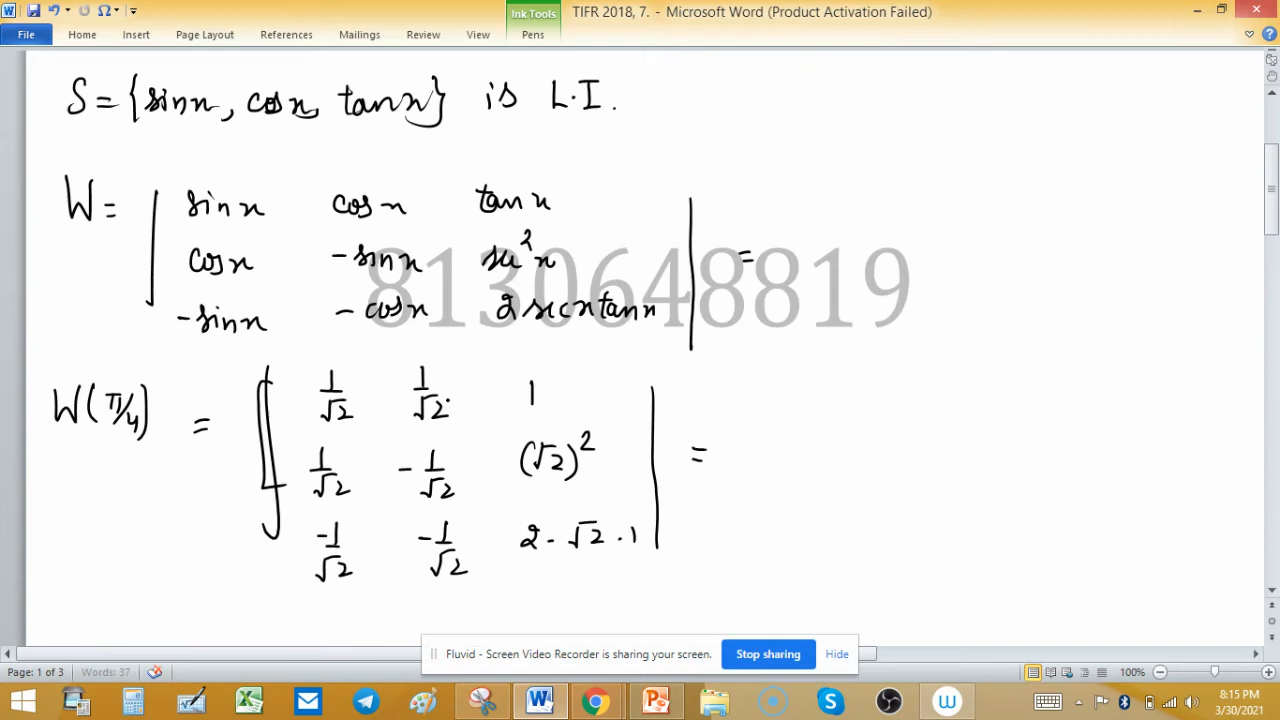 TIFR 2018, 7. - Microsoft Word (Product Activation Failed)
Ink Tools
File Home Insert Page Layout References Mailings Review View Pens
S = {sinx, cosx, tanx} is L.I.
W = | sinx cosx tanx |
| cosx -sinx sec²x | =
| -sinx -cosx 2 secx tanx |
8130648819
W(π/4) = | 1/√2 1/√2 1 |
| 1/√2 -1/√2 (√2)² | =
| -1/√2 -1/√2 2·√2·1 |
Fluvid - Screen Video Recorder is sharing your screen. Stop sharing Hide
Page: 1 of 3 Words: 37 100%
8:15 PM
3/30/2021